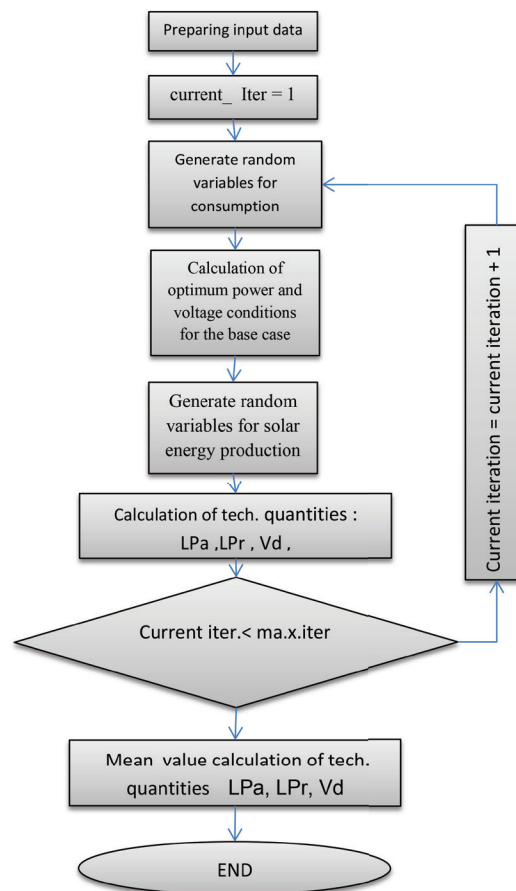 Preparing input data
current_ Iter = 1
Generate random
variables for
consumption
Calculation of
optimum power and
voltage conditions
for the base case
Generate random
variables for solar
energy production
Calculation of tech. quantities :
LPa ,LPr , Vd ,
Current iter.< ma.x.iter
Current iteration = current iteration + 1
Mean value calculation of tech.
quantities LPa, LPr, Vd
END